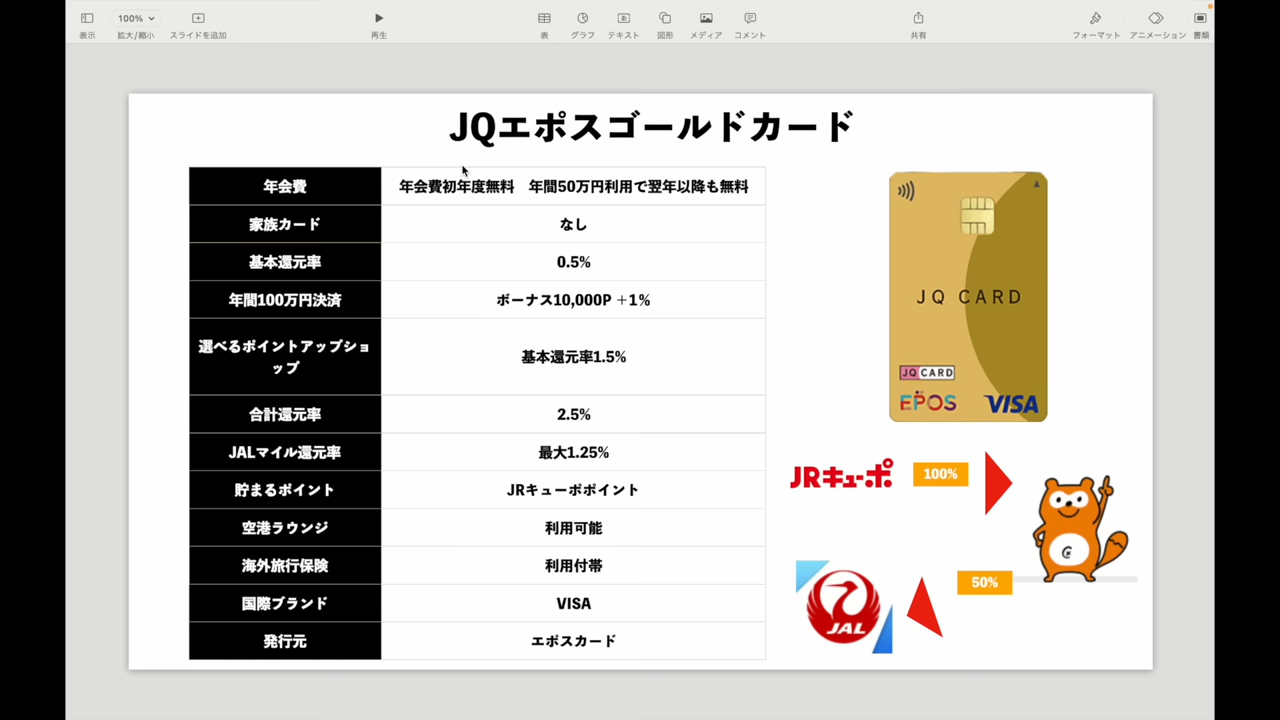 100%
表示
拡大/縮小
スライドを追加
再生
表
グラフ
テキスト
図形
メディア
コメント
共有
フォーマット
アニメーション
書類
JQエポスゴールドカード
年会費
年会費初年度無料　年間50万円利用で翌年以降も無料
家族カード
なし
基本還元率
0.5%
年間100万円決済
ボーナス10,000P ＋1%
選べるポイントアップショ
ップ
基本還元率1.5%
合計還元率
2.5%
JALマイル還元率
最大1.25%
貯まるポイント
JRキューポポイント
空港ラウンジ
利用可能
海外旅行保険
利用付帯
国際ブランド
VISA
発行元
エポスカード
JQ CARD
JQ CARD
EPOS
VISA
JRキューポ
100%
50%
JAL